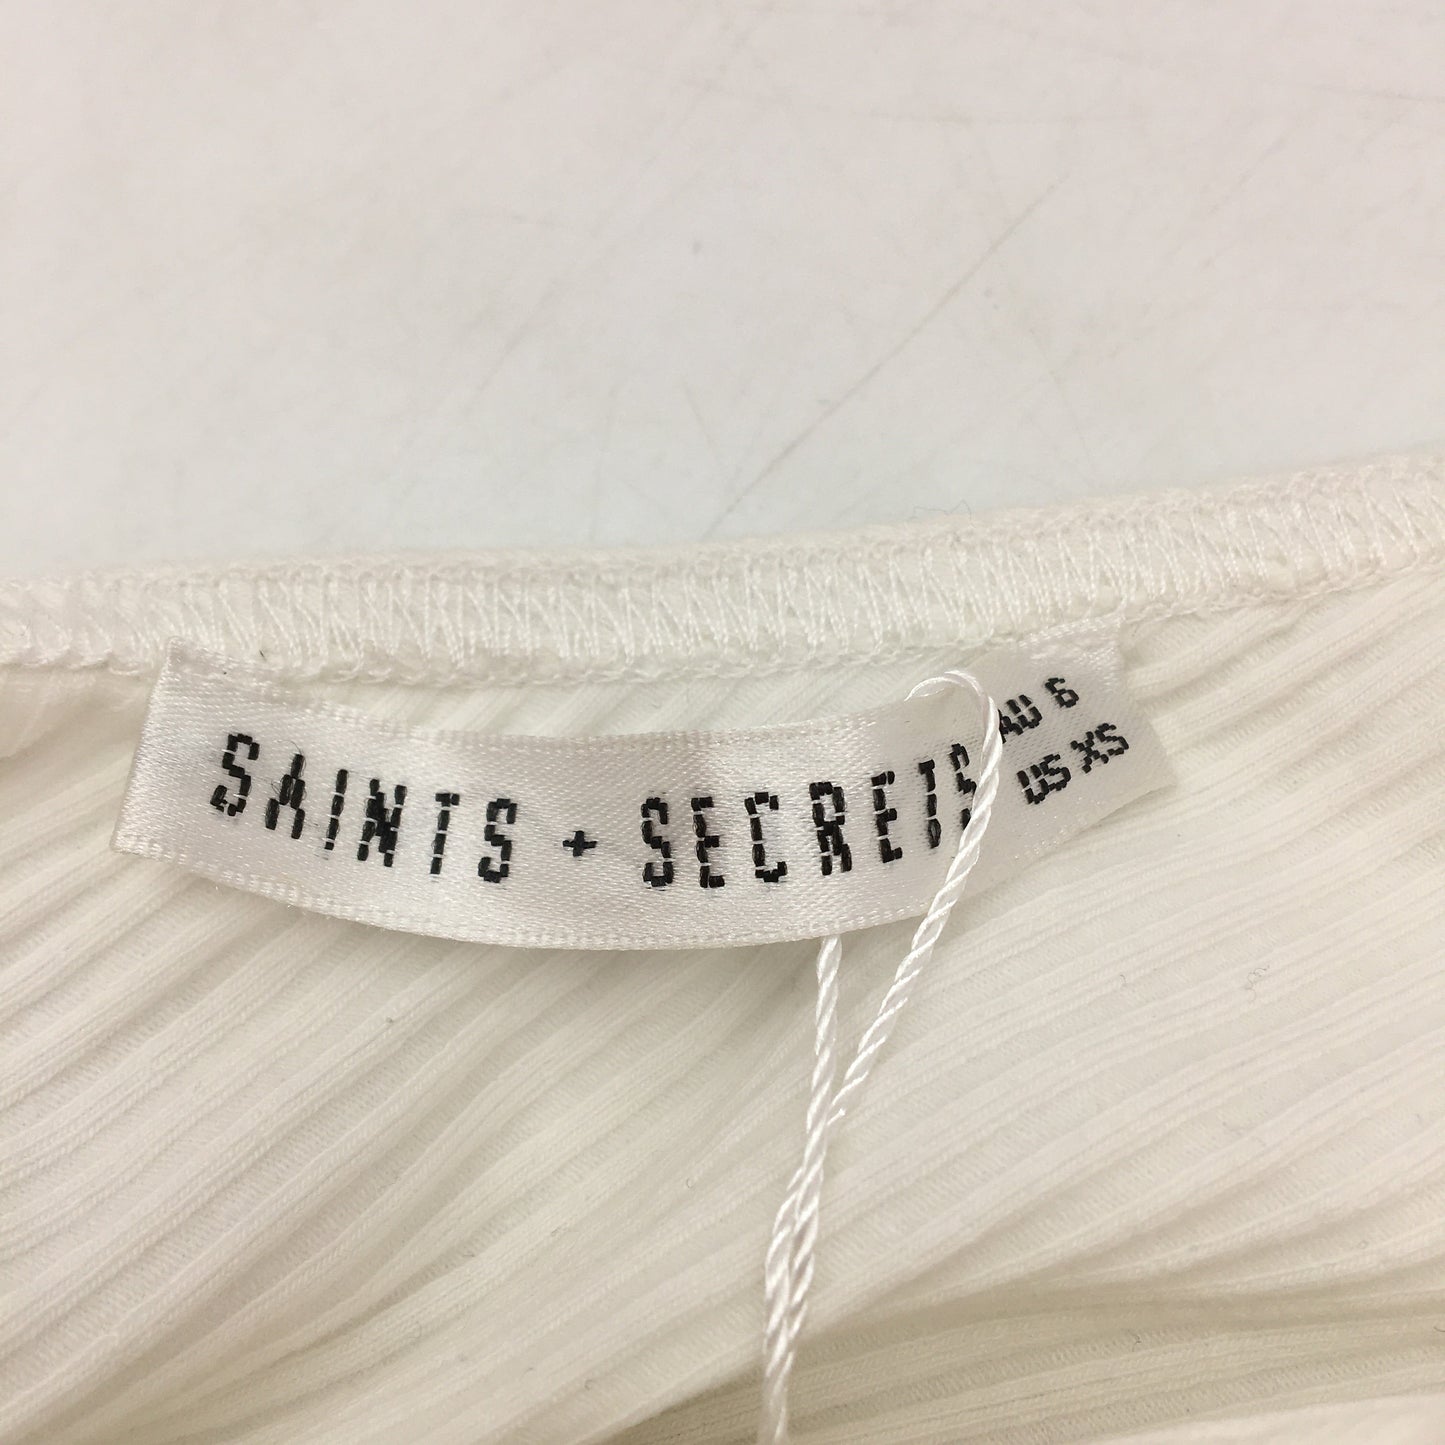 SAINTS + SECRETS
AU 6
US XS